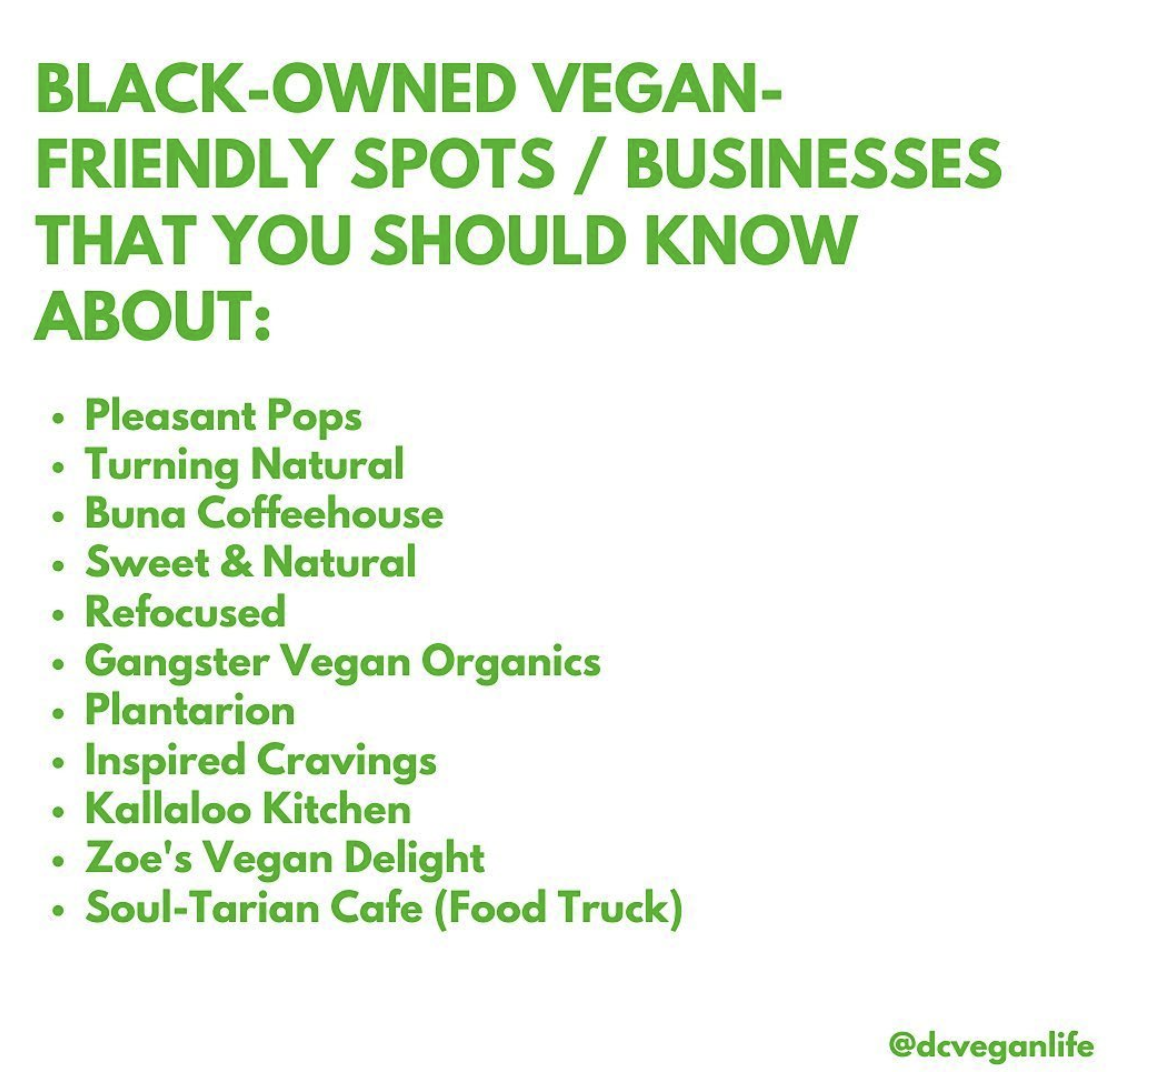 BLACK-OWNED VEGAN-
FRIENDLY SPOTS / BUSINESSES
THAT YOU SHOULD KNOW
ABOUT:
• Pleasant Pops
• Turning Natural
• Buna Coffeehouse
• Sweet & Natural
• Refocused
• Gangster Vegan Organics
• Plantarion
• Inspired Cravings
• Kallaloo Kitchen
• Zoe's Vegan Delight
• Soul-Tarian Cafe (Food Truck)
@dcveganlife